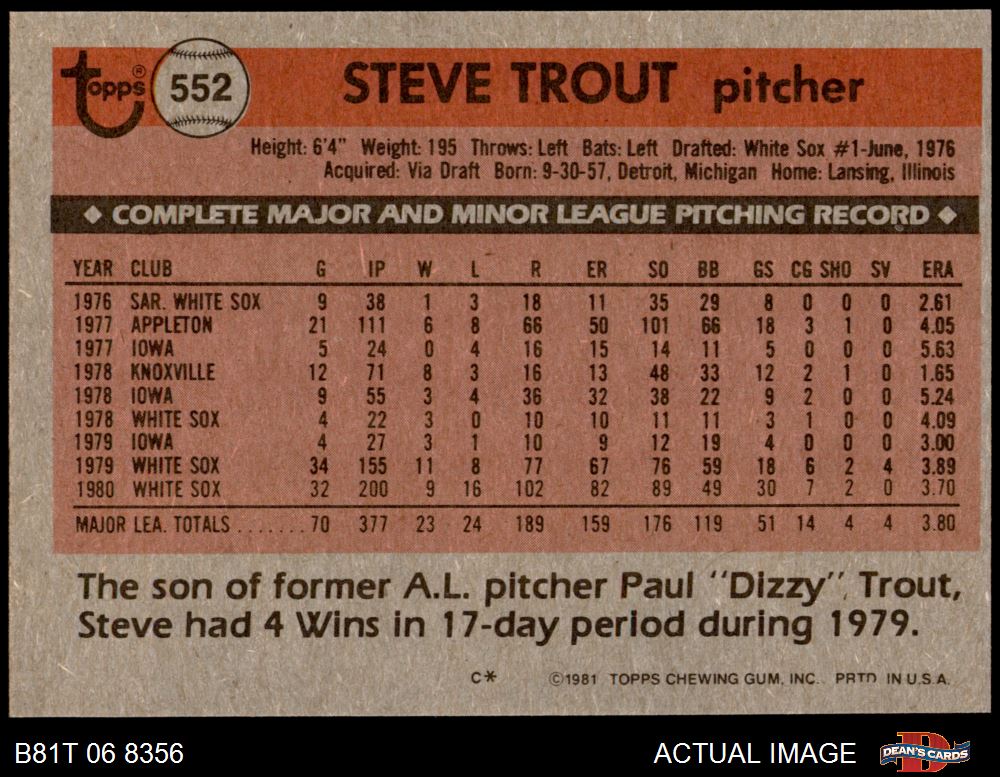 Topps® 552 STEVE TROUT pitcher
Height: 6'4" Weight: 195 Throws: Left Bats: Left Drafted: White Sox #1-June, 1976
Acquired: Via Draft Born: 9-30-57, Detroit, Michigan Home: Lansing, Illinois
◆ COMPLETE MAJOR AND MINOR LEAGUE PITCHING RECORD ◆
YEAR CLUB G IP W L R ER SO BB GS CG SHO SV ERA
1976 SAR. WHITE SOX 9 38 1 3 18 11 35 29 8 0 0 0 2.61
1977 APPLETON 21 111 6 8 66 50 101 66 18 3 1 0 4.05
1977 IOWA 5 24 0 4 16 15 14 11 5 0 0 0 5.63
1978 KNOXVILLE 12 71 8 3 16 13 48 33 12 2 1 0 1.65
1978 IOWA 9 55 3 4 36 32 38 22 9 2 0 0 5.24
1978 WHITE SOX 4 22 3 0 10 10 11 11 3 1 0 0 4.09
1979 IOWA 4 27 3 1 10 9 12 19 4 0 0 0 3.00
1979 WHITE SOX 34 155 11 8 77 67 76 59 18 6 2 4 3.89
1980 WHITE SOX 32 200 9 16 102 82 89 49 30 7 2 0 3.70
MAJOR LEA. TOTALS ....... 70 377 23 24 189 159 176 119 51 14 4 4 3.80
The son of former A.L. pitcher Paul "Dizzy" Trout,
Steve had 4 Wins in 17-day period during 1979.
C* ©1981 TOPPS CHEWING GUM, INC. PRTD. IN U.S.A.
B81T 06 8356 ACTUAL IMAGE DEAN'S CARDS